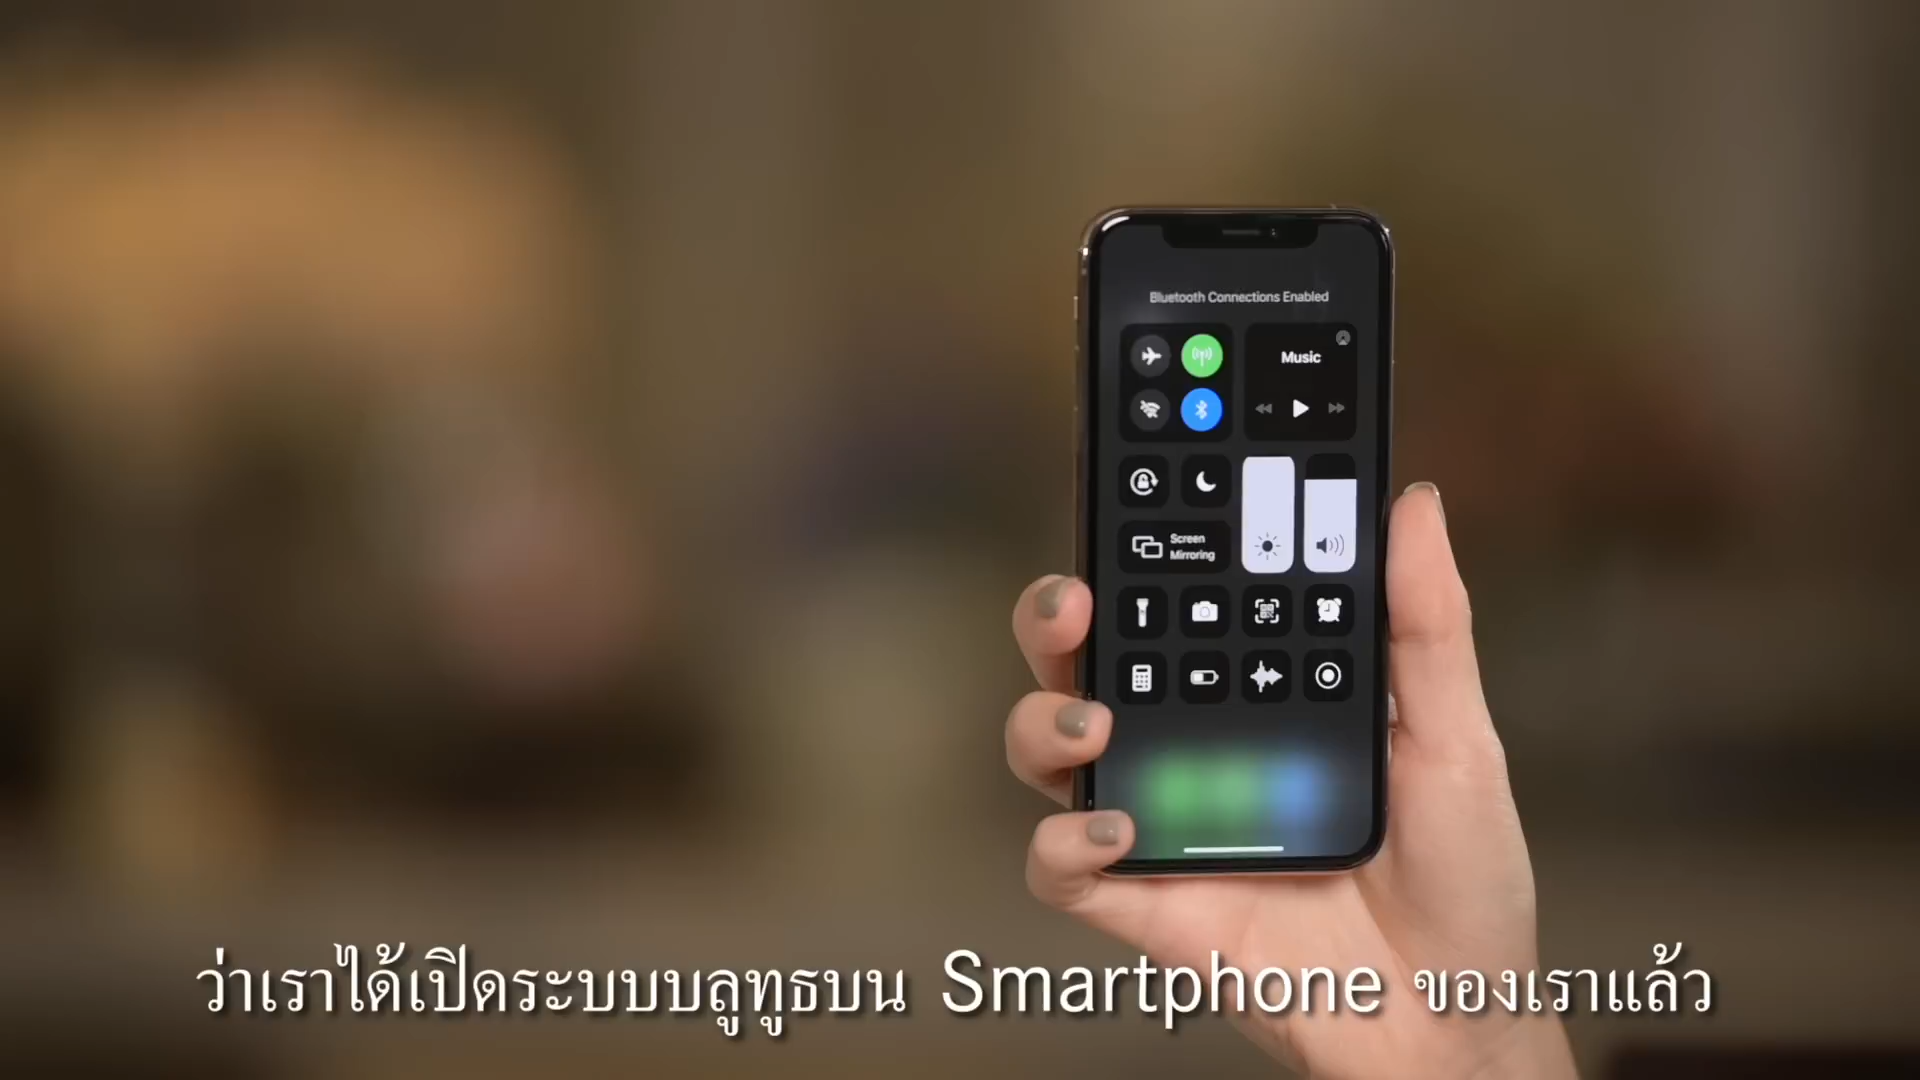 Bluetooth Connections Enabled
Music
Screen
Mirroring
ว่าเราได้เปิดระบบบลูทูธบน Smartphone ของเราแล้ว